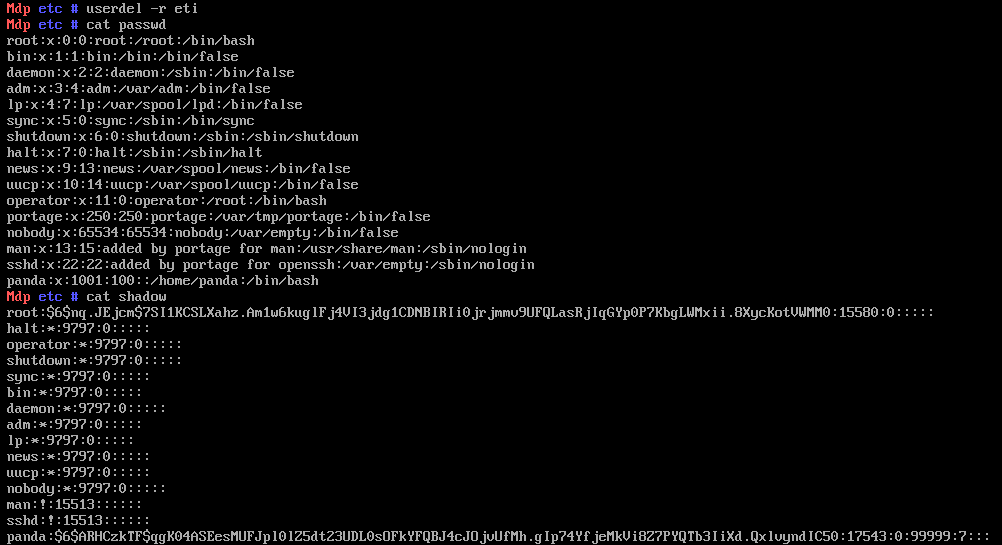 Mdp etc # userdel -r eti
Mdp etc # cat passwd
root:x:0:0:root:/root:/bin/bash
bin:x:1:1:bin:/bin:/bin/false
daemon:x:2:2:daemon:/sbin:/bin/false
adm:x:3:4:adm:/var/adm:/bin/false
lp:x:4:7:lp:/var/spool/lpd:/bin/false
sync:x:5:0:sync:/sbin:/bin/sync
shutdown:x:6:0:shutdown:/sbin:/sbin/shutdown
halt:x:7:0:halt:/sbin:/sbin/halt
news:x:9:13:news:/var/spool/news:/bin/false
uucp:x:10:14:uucp:/var/spool/uucp:/bin/false
operator:x:11:0:operator:/root:/bin/bash
portage:x:250:250:portage:/var/tmp/portage:/bin/false
nobody:x:65534:65534:nobody:/var/empty:/bin/false
man:x:13:15:added by portage for man:/usr/share/man:/sbin/nologin
sshd:x:22:22:added by portage for openssh:/var/empty:/sbin/nologin
panda:x:1001:100::/home/panda:/bin/bash
Mdp etc # cat shadow
root:$6$nq.JEjcm$7SI1KCSLXahz.Am1w6kuglFj4VI3jdg1CDNBIRIi0jrjmmv9UFQLasRjIqGYp0P7KbgLWMxii.8XycKotVWMM0:15580:0:::::
halt:*:9797:0:::::
operator:*:9797:0:::::
shutdown:*:9797:0:::::
sync:*:9797:0:::::
bin:*:9797:0:::::
daemon:*:9797:0:::::
adm:*:9797:0:::::
lp:*:9797:0:::::
news:*:9797:0:::::
uucp:*:9797:0:::::
nobody:*:9797:0:::::
man:!:15513::::::
sshd:!:15513::::::
panda:$6$ARHCzkTF$qgK04ASEesMUFJpl0lZ5dt23UDL0sOFkYFQBJ4cJOjvUfMh.gIp74YfjeMkVi8Z7PYQTb3IiXd.QxlvyndIC50:17543:0:99999:7:::